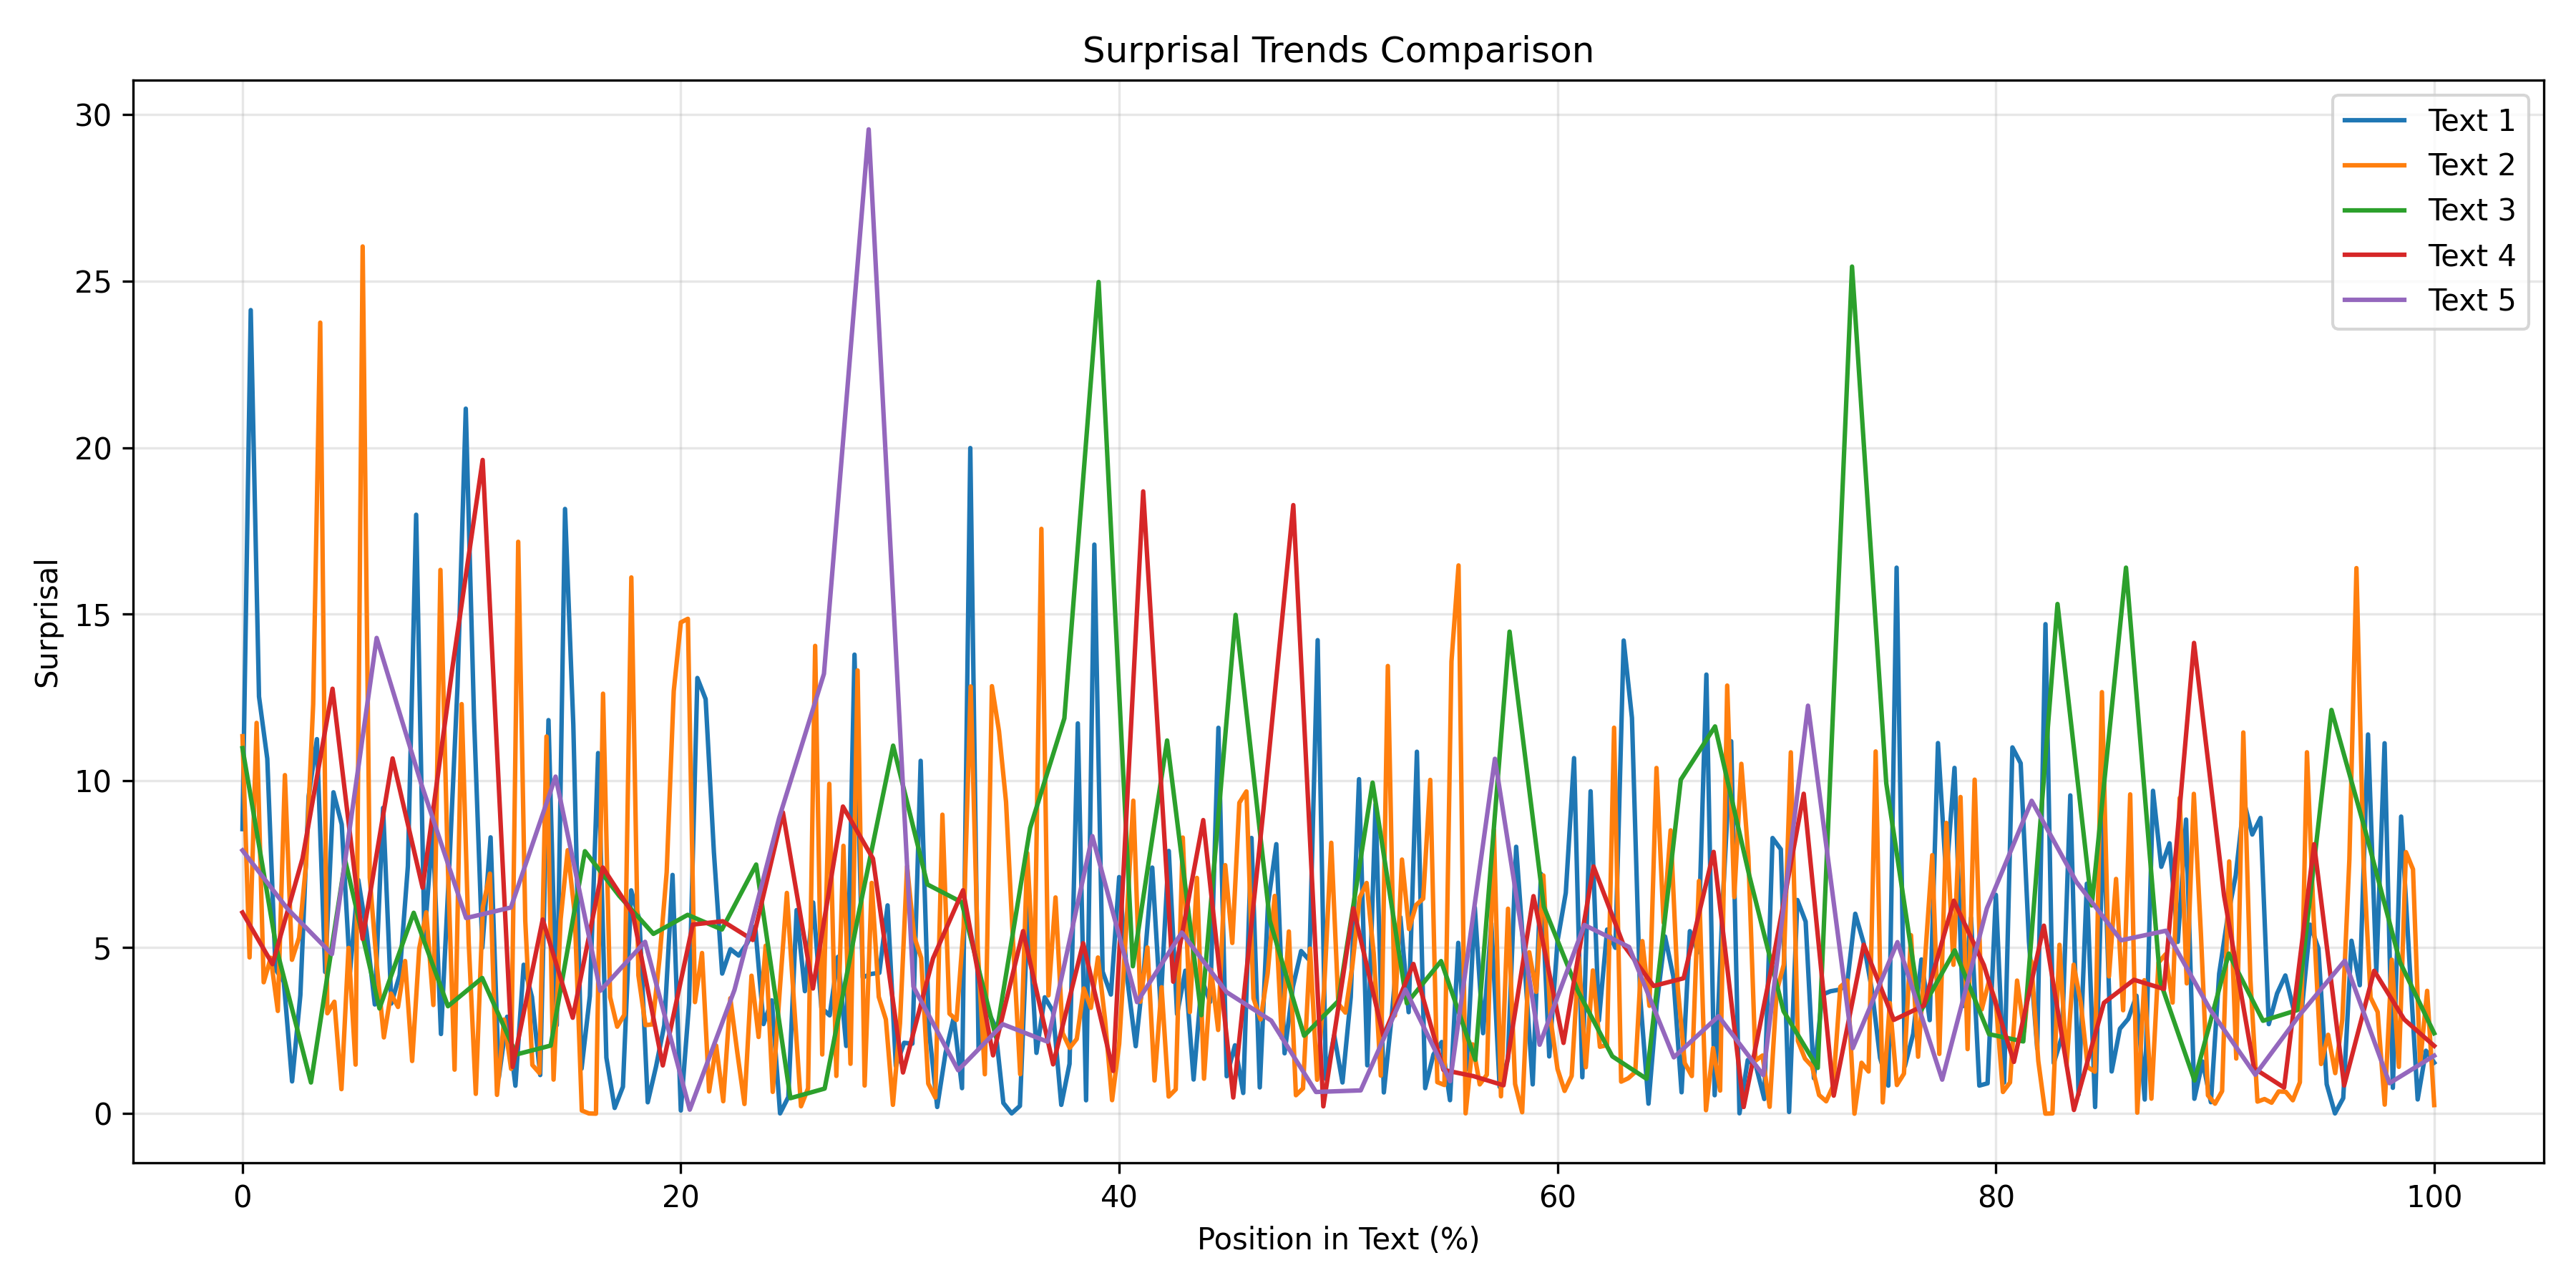 Surprisal Trends Comparison
30
25
20
15
10
5
0
Surprisal
0 20 40 60 80 100
Position in Text (%)
Text 1
Text 2
Text 3
Text 4
Text 5